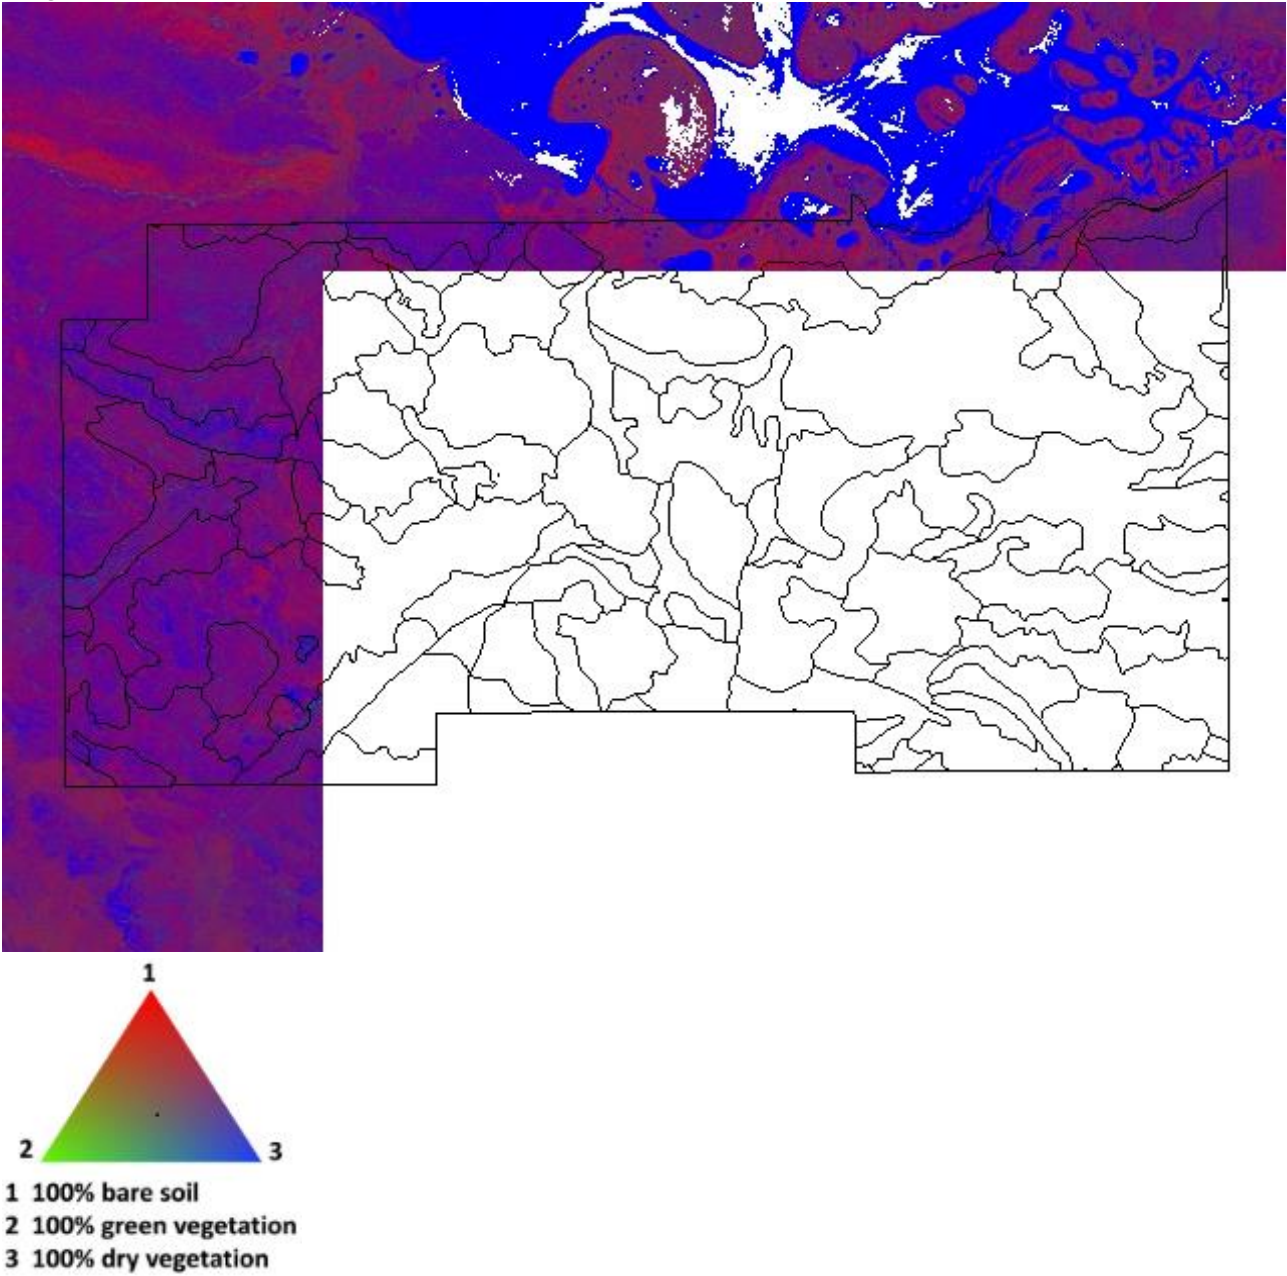 1
2
3
1 100% bare soil
2 100% green vegetation
3 100% dry vegetation